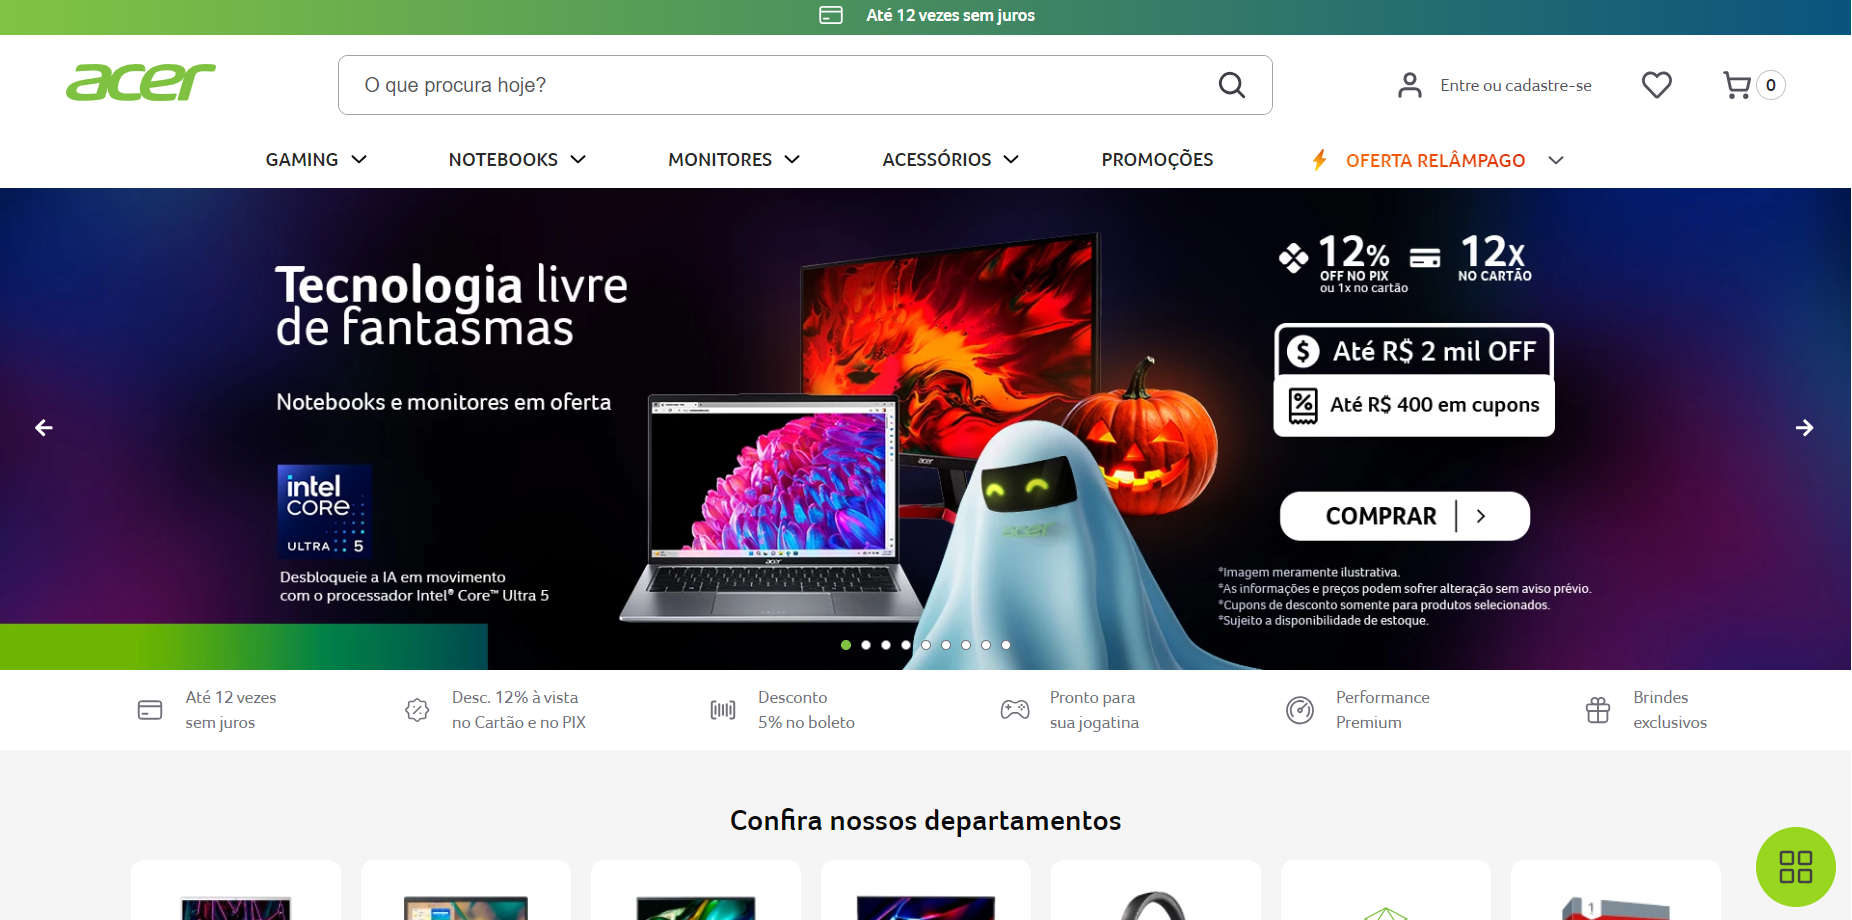 Até 12 vezes sem juros
acer
O que procura hoje?
Entre ou cadastre-se
0
GAMING
NOTEBOOKS
MONITORES
ACESSÓRIOS
PROMOÇÕES
OFERTA RELÂMPAGO
Tecnologia livre
de fantasmas
Notebooks e monitores em oferta
intel
CORE
ULTRA 5
Desbloqueie a IA em movimento
com o processador Intel® Core™ Ultra 5
acer
acer
acer
12%
OFF NO PIX
ou 1x no cartão
12X
NO CARTÃO
Até R$ 2 mil OFF
Até R$ 400 em cupons
COMPRAR
*Imagem meramente ilustrativa.
*As informações e preços podem sofrer alteração sem aviso prévio.
*Cupons de desconto somente para produtos selecionados.
*Sujeito a disponibilidade de estoque.
Até 12 vezes
sem juros
Desc. 12% à vista
no Cartão e no PIX
Desconto
5% no boleto
Pronto para
sua jogatina
Performance
Premium
Brindes
exclusivos
Confira nossos departamentos
1